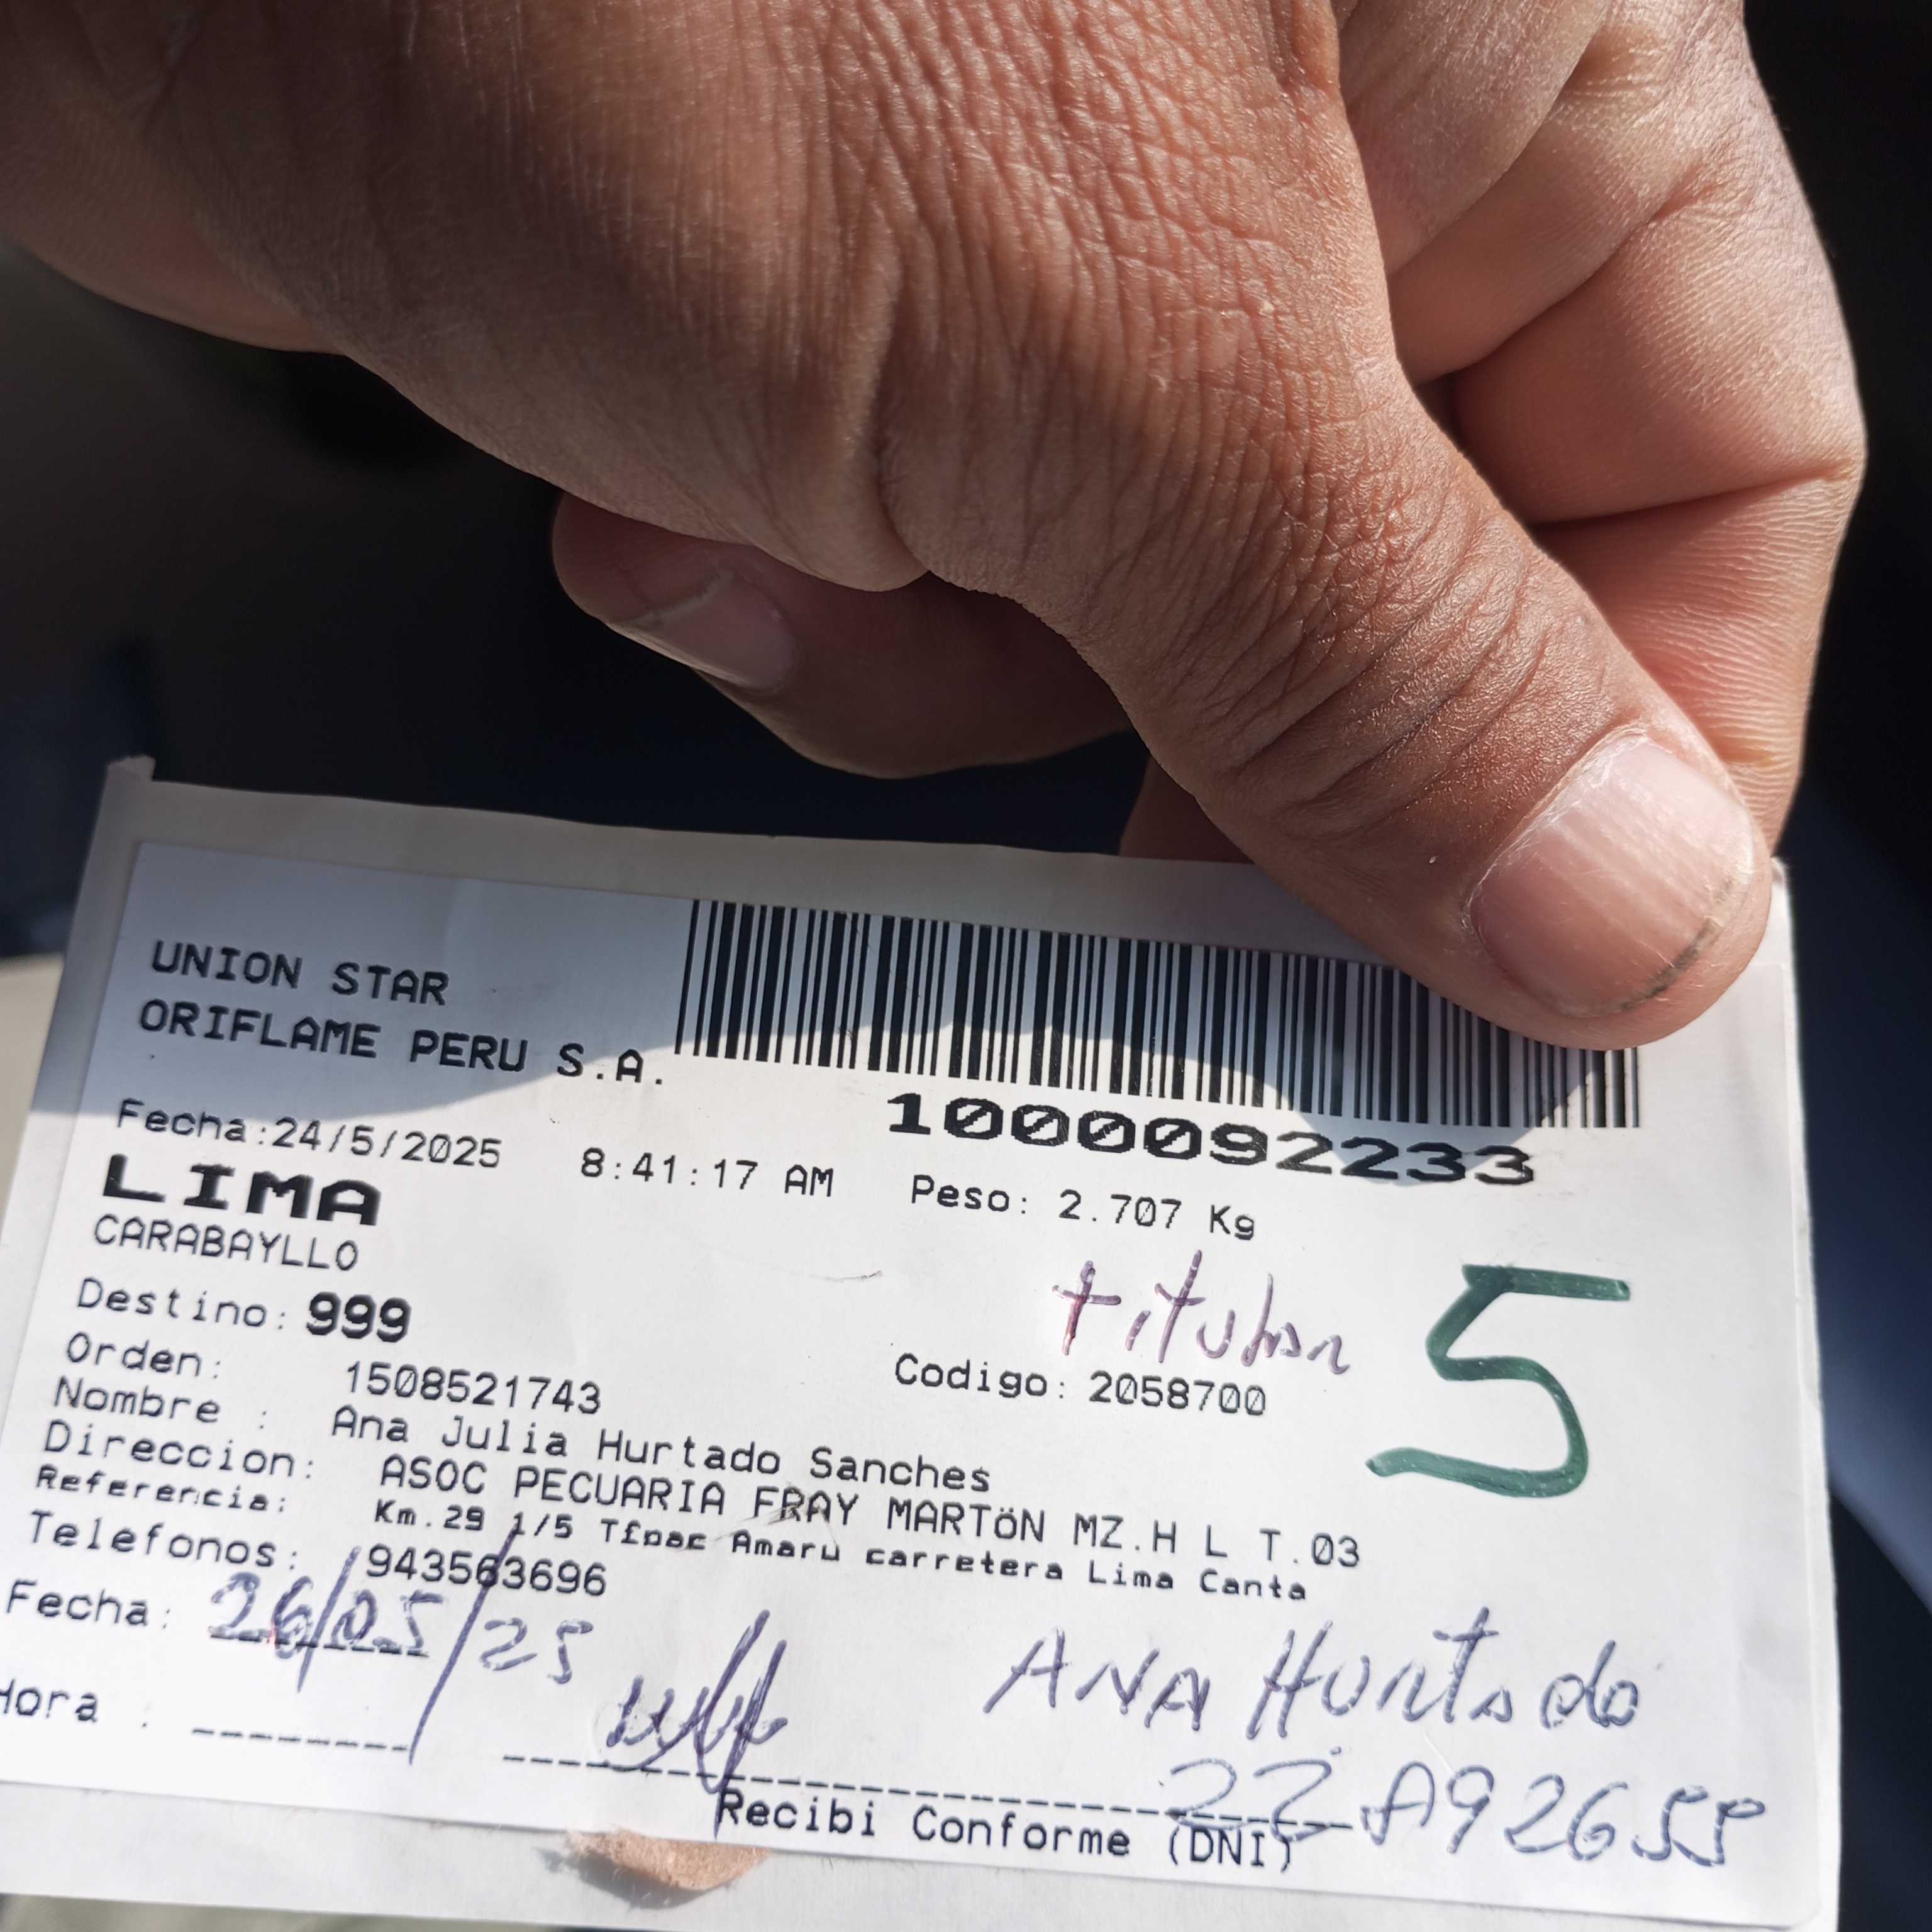 UNION STAR
ORIFLAME PERU S.A.
1000092233
Fecha:24/5/2025 8:41:17 AM Peso: 2.707 Kg
LIMA
CARABAYLLO
titular 5
Destino: 999
Orden: 1508521743 Codigo: 2058700
Nombre : Ana Julia Hurtado Sanches
Direccion: ASOC PECUARIA FRAY MARTÖN MZ.H L T.03
Referencia: Km.29 1/5 Tfpac Amaru carretera Lima Canta
Telefonos: 943563696
Fecha: 26/05/25
ANA Hurtado
Hora :
Recibi Conforme (DNI)